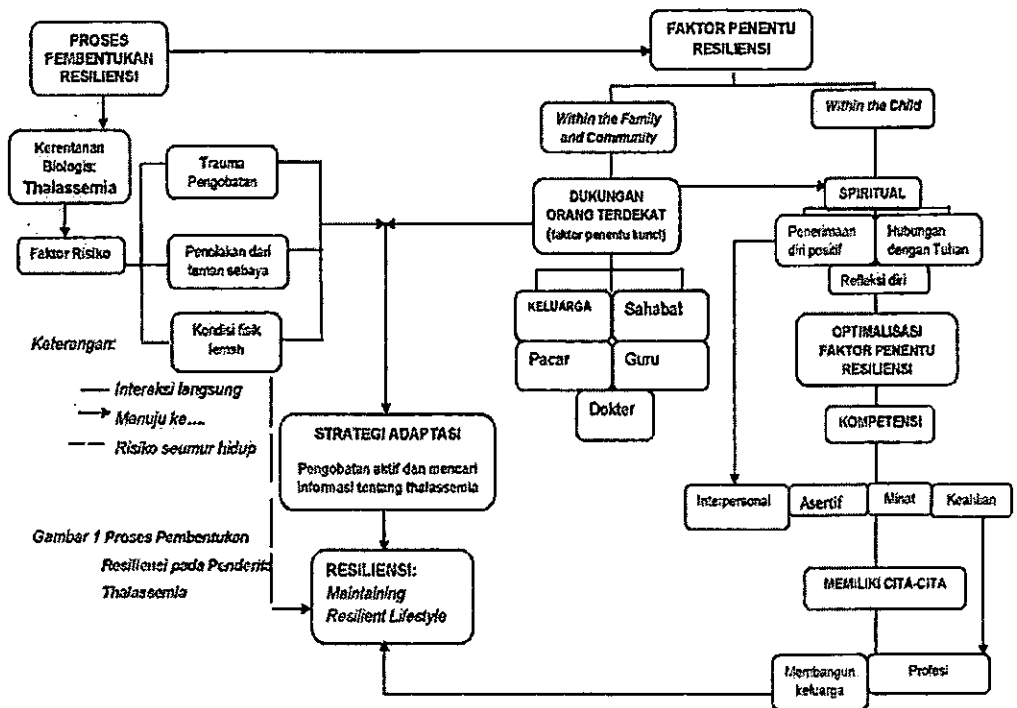 PROSES
PEMBENTUKAN
RESILIENSI
FAKTOR PENENTU
RESILIENSI
Within the Family
and Community
Within the Child
Kerentanan
Biologis:
Thalassemia
Trauma
Pengobatan
DUKUNGAN
ORANG TERDEKAT
(faktor penentu kunci)
SPIRITUAL
Penerimaan
diri positif
Hubungan
dengan Tuhan
Refleksi diri
Faktor Risiko
Penolakan dari
teman sebaya
KELUARGA
Sahabat
Pacar
Guru
Dokter
OPTIMALISASI
FAKTOR PENENTU
RESILIENSI
Kondisi fisik
lemah
Keterangan:
Interaksi langsung
Menuju ke....
Risiko seumur hidup
KOMPETENSI
STRATEGI ADAPTASI
Pengobatan aktif dan mencari
informasi tentang thalassemia
Interpersonal
Asertif
Minat
Keahlian
Gambar 1 Proses Pembentukan
Resiliensi pada Penderita
Thalassemia
RESILIENSI:
Maintaining
Resilient Lifestyle
MEMILIKI CITA-CITA
Membangun
keluarga
Profesi